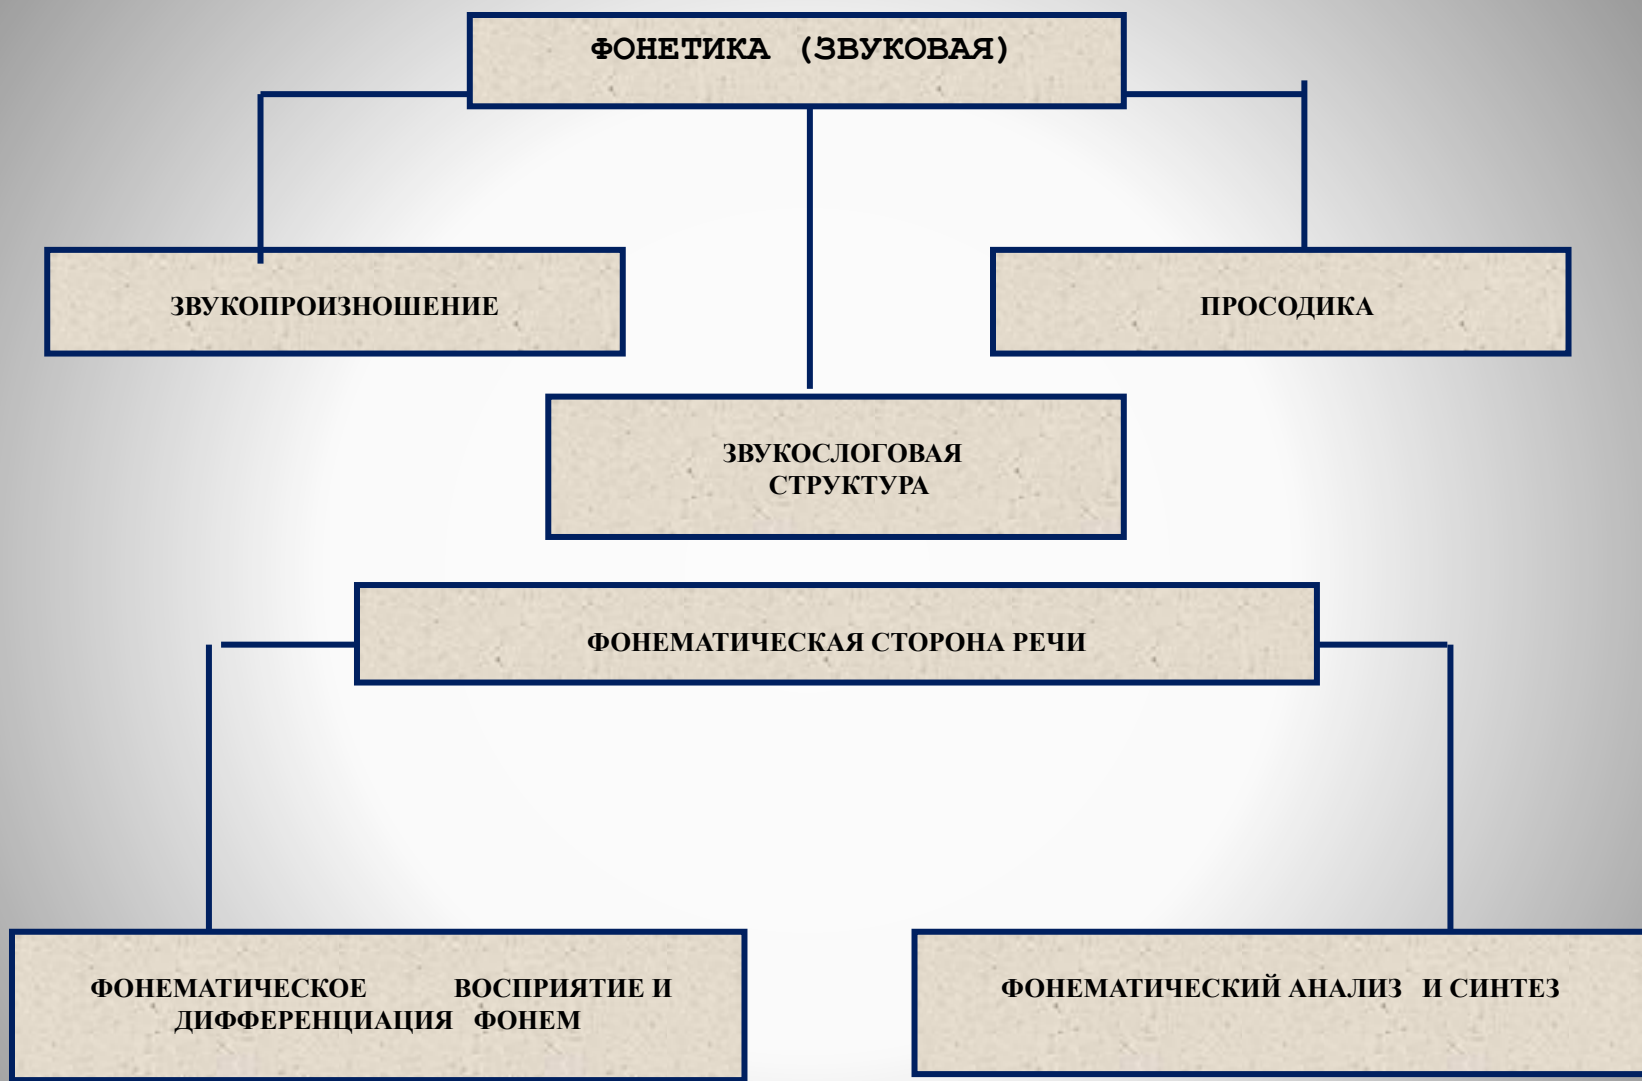 ФОНЕТИКА (ЗВУКОВАЯ)
ЗВУКОПРОИЗНОШЕНИЕ
ПРОСОДИКА
ЗВУКОСЛОГОВАЯ
СТРУКТУРА
ФОНЕМАТИЧЕСКАЯ СТОРОНА РЕЧИ
ФОНЕМАТИЧЕСКОЕ ВОСПРИЯТИЕ И
ДИФФЕРЕНЦИАЦИЯ ФОНЕМ
ФОНЕМАТИЧЕСКИЙ АНАЛИЗ И СИНТЕЗ